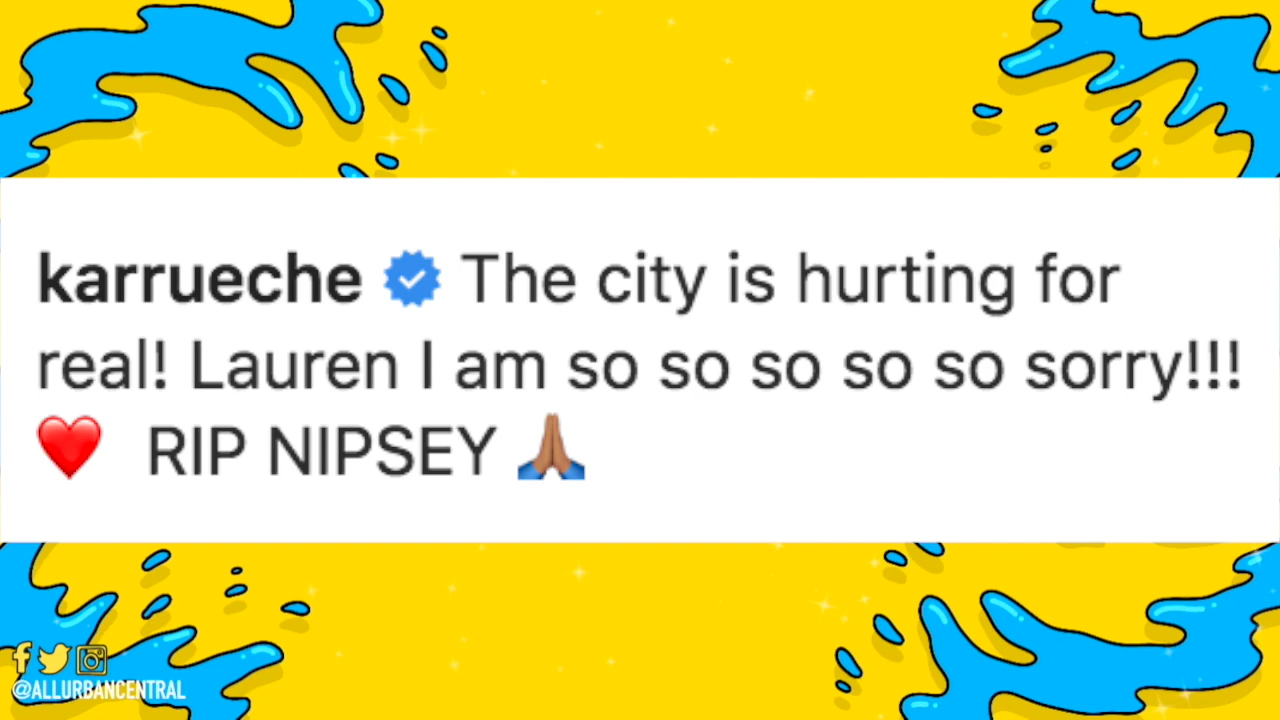 karrueche The city is hurting for
real! Lauren I am so so so so so sorry!!!
❤️ RIP NIPSEY 🙏🏽
@ALLURBANCENTRAL